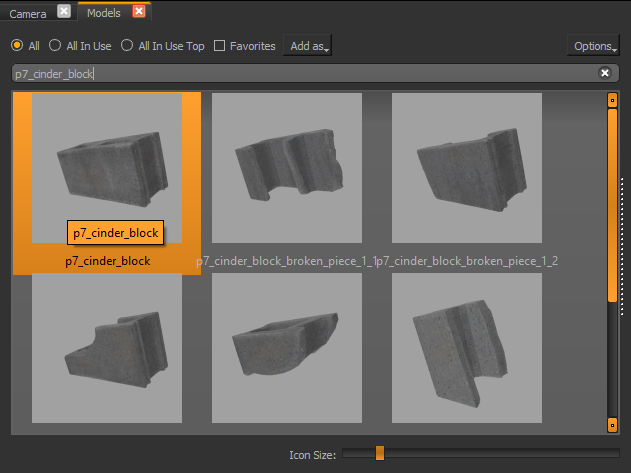 Camera Models
All All In Use All In Use Top Favorites Add as Options
p7_cinder_block
p7_cinder_block
p7_cinder_block p7_cinder_block_broken_piece_1_1 p7_cinder_block_broken_piece_1_2
Icon Size: